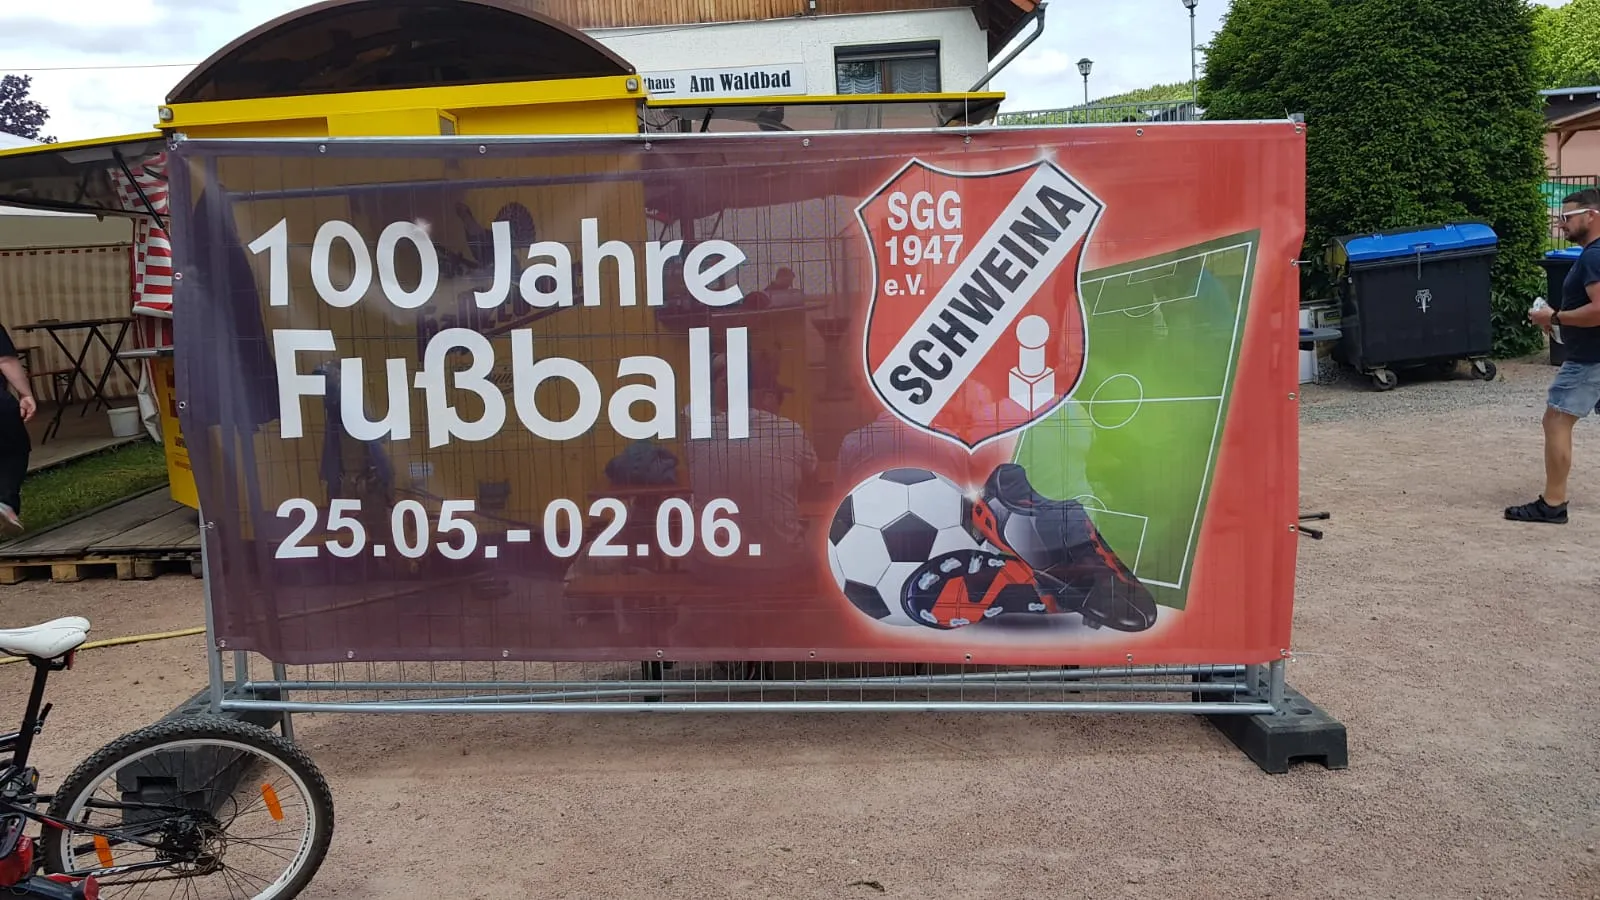 thaus Am Waldbad
100 Jahre
Fußball
25.05.-02.06.
SGG
1947
e.V.
SCHWEINA